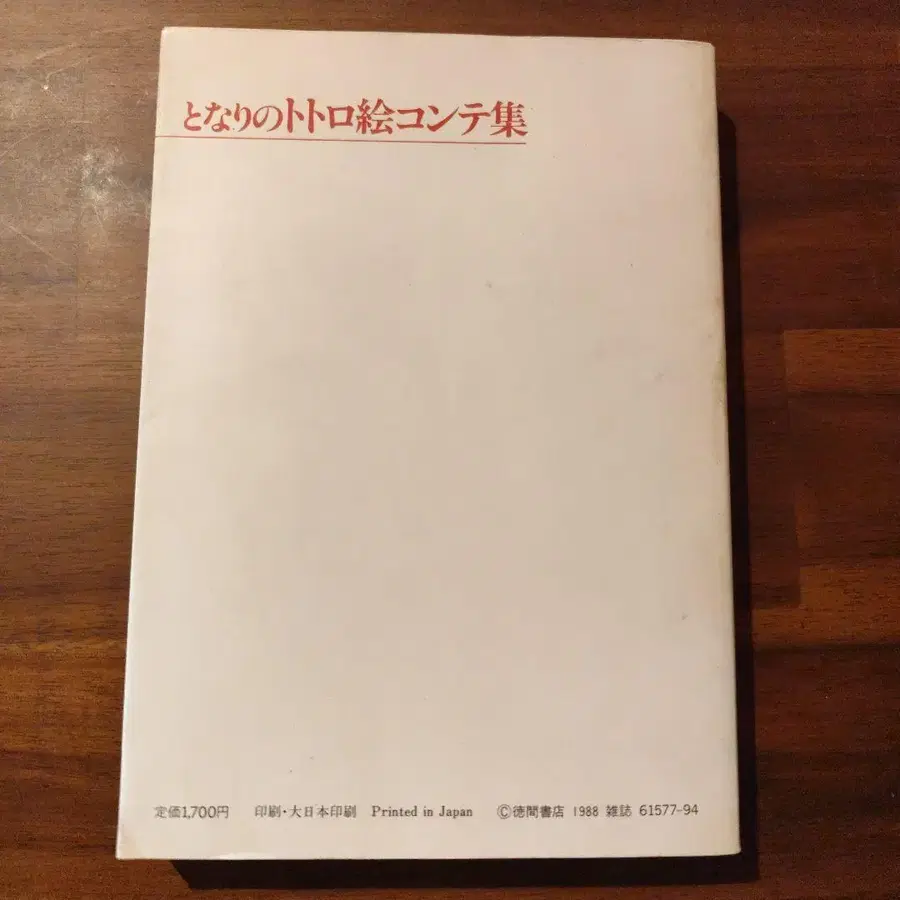 となりのトトロ絵コンテ集
定価1,700円 印刷・大日本印刷 Printed in Japan ©徳間書店 1988 雑誌 61577-94